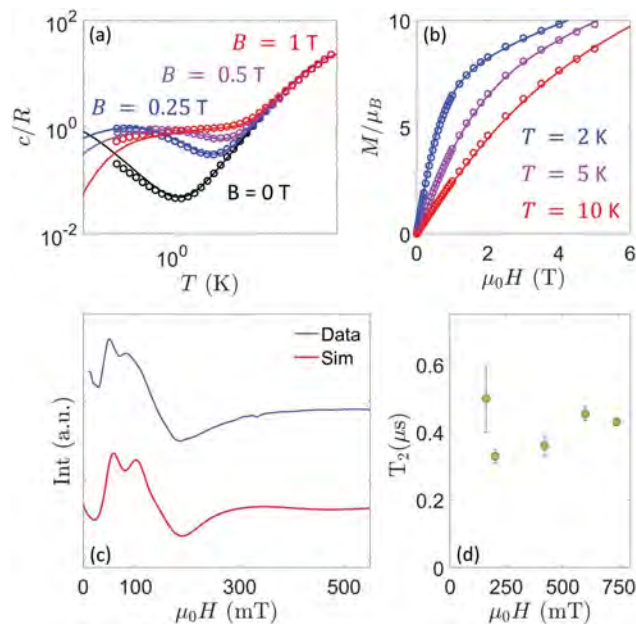 (a)
B = 1 T
B = 0.5 T
B = 0.25 T
B = 0 T
c/R
10^2
10^0
10^-2
10^0
T (K)
(b)
T = 2 K
T = 5 K
T = 10 K
M/μ_B
10
5
0
0 2 4 6
μ_0H (T)
Data
Sim
Int (a.u.)
(c)
0 100 300 500
μ_0H (mT)
T_2(μs)
0.6
0.4
0.2
0
(d)
0 250 500 750
μ_0H (mT)